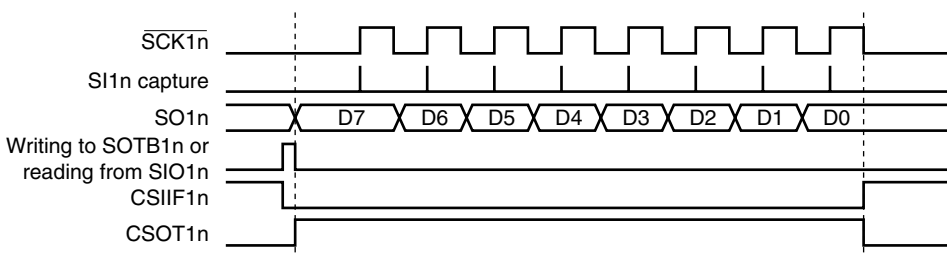 SCK1n
SI1n capture
SO1n D7 D6 D5 D4 D3 D2 D1 D0
Writing to SOTB1n or
reading from SIO1n
CSIIF1n
CSOT1n